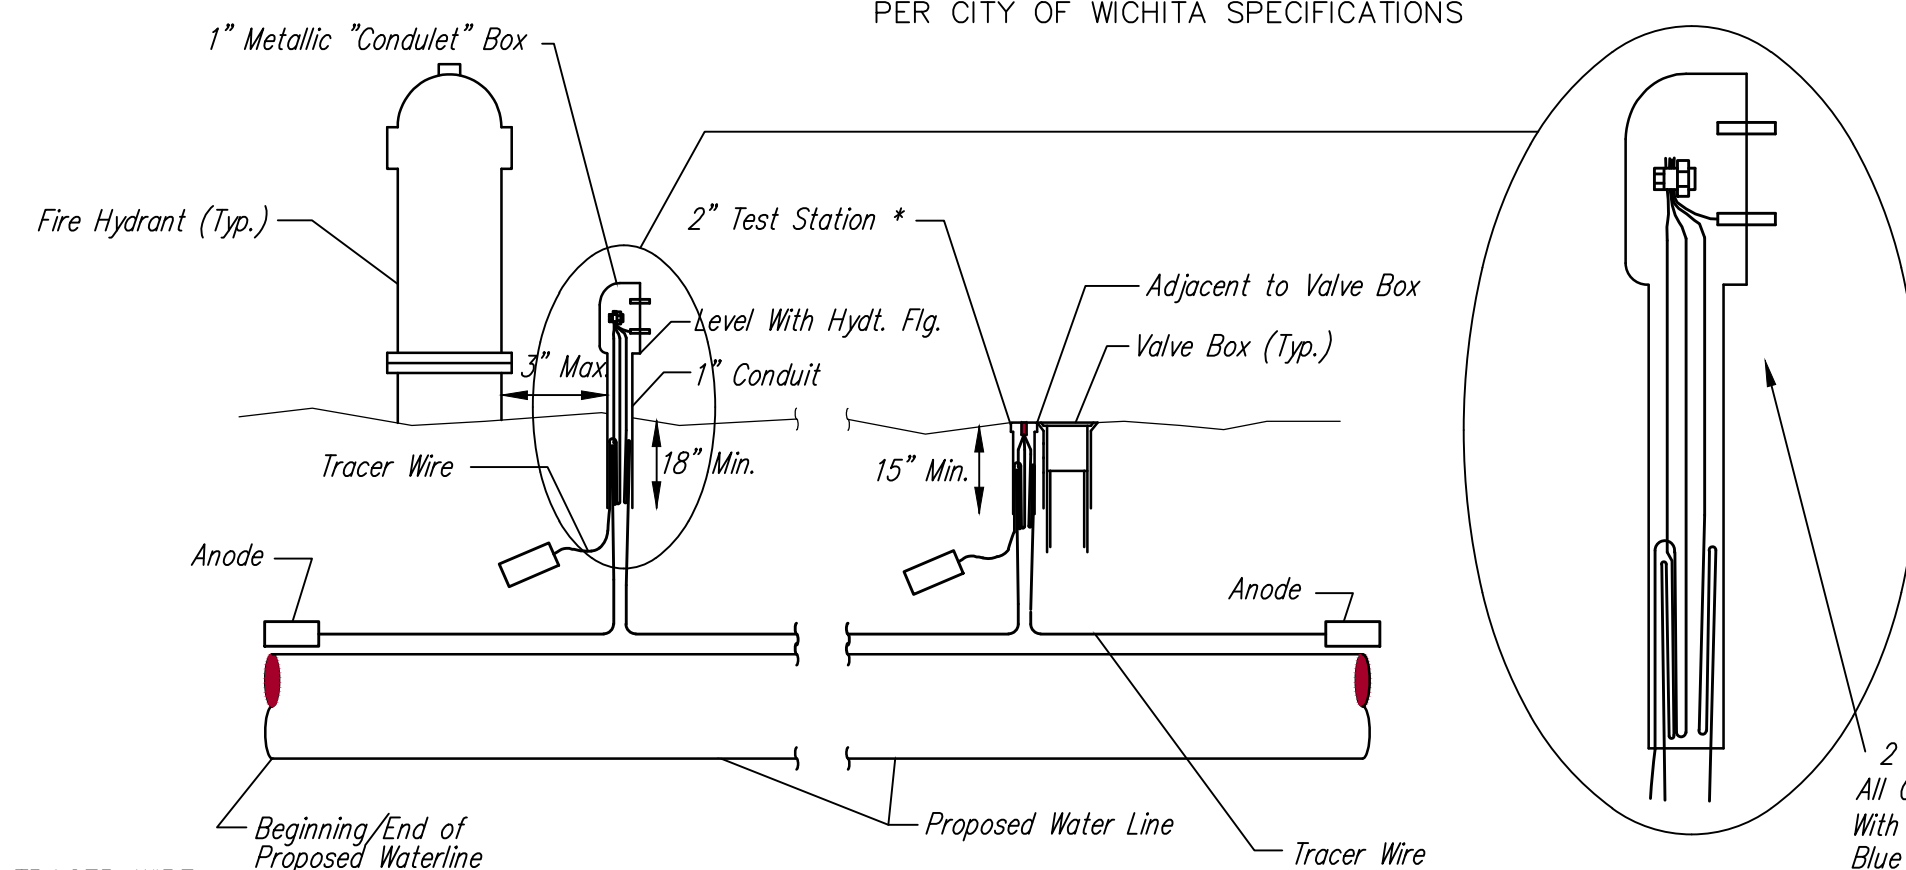 PER CITY OF WICHITA SPECIFICATIONS
1" Metallic "Condulet" Box
Fire Hydrant (Typ.)
2" Test Station *
Adjacent to Valve Box
Level With Hydt. Flg.
Valve Box (Typ.)
3" Max.
1" Conduit
Tracer Wire
18" Min.
15" Min.
Anode
Anode
2
All
With
Blue
Proposed Water Line
Beginning/End of
Proposed Waterline
Tracer Wire